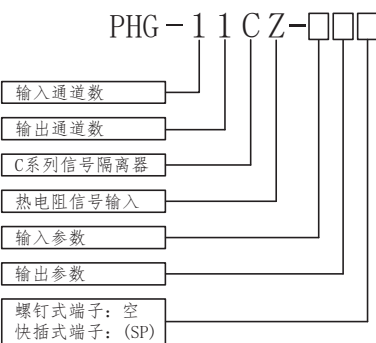 PHG-11CZ-□□□
输入通道数
输出通道数
C系列信号隔离器
热电阻信号输入
输入参数
输出参数
螺钉式端子：空
快插式端子：(SP)